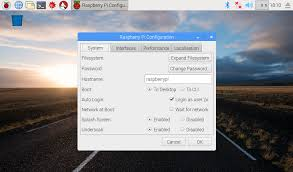 Raspberry Pi Configur...
10:10
Raspberry Pi Configuration
System Interfaces Performance Localisation
Filesystem: Expand Filesystem
Password: Change Password...
Hostname: raspberrypi
Boot: To Desktop To CLI
Auto Login: Login as user 'pi'
Network at Boot: Wait for network
Splash Screen: Enabled Disabled
Underscan: Enabled Disabled
Cancel OK